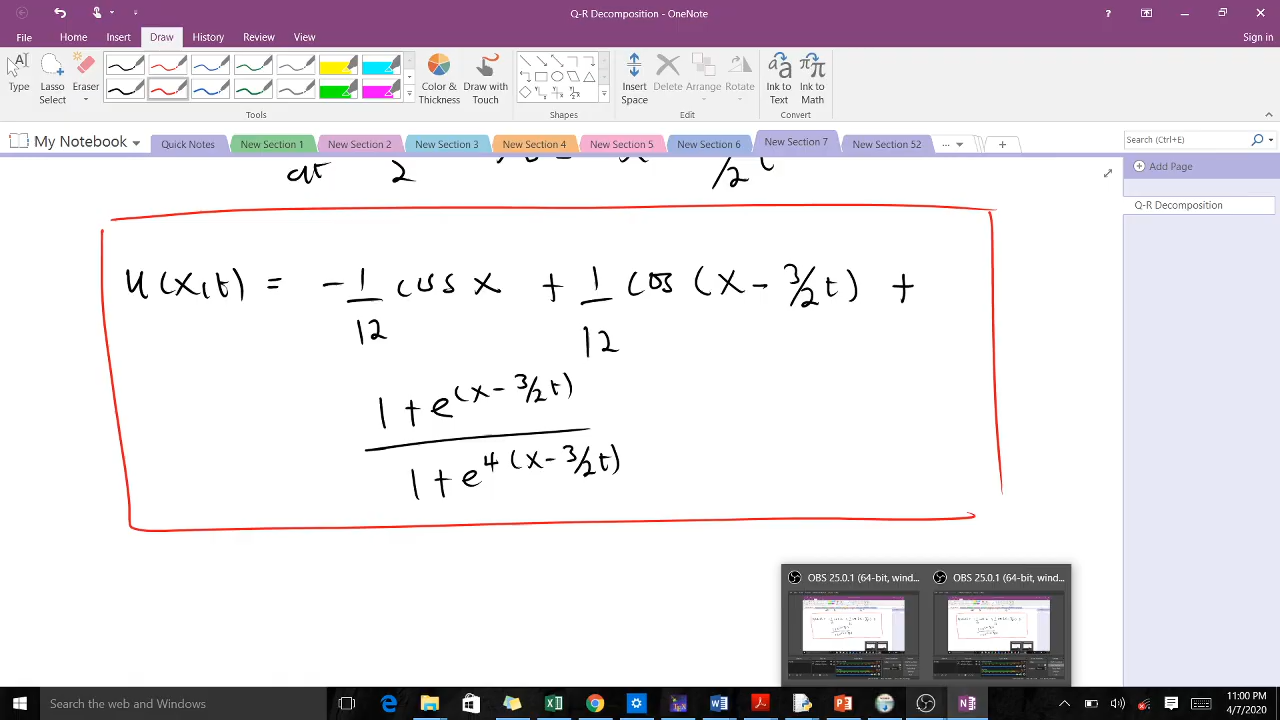 Q-R Decomposition - OneNote
File Home Insert Draw History Review View Sign in
Type Lasso Select Eraser Color & Thickness Draw with Touch Insert Space Delete Arrange Rotate Ink to Text Ink to Math
Tools Shapes Edit Convert
My Notebook Quick Notes New Section 1 New Section 2 New Section 3 New Section 4 New Section 5 New Section 6 New Section 7 New Section 52 ... Search (Ctrl+E)
Add Page
Q-R Decomposition
∂t 2 3/2 t
u(x,t) = -1/12 cos x + 1/12 cos (x - 3/2 t) +
1 + e^(x - 3/2 t)
1 + e^4(x - 3/2 t)
OBS 25.0.1 (64-bit, wind... OBS 25.0.1 (64-bit, wind...
Search the web and Windows 11:00 PM
4/7/2020